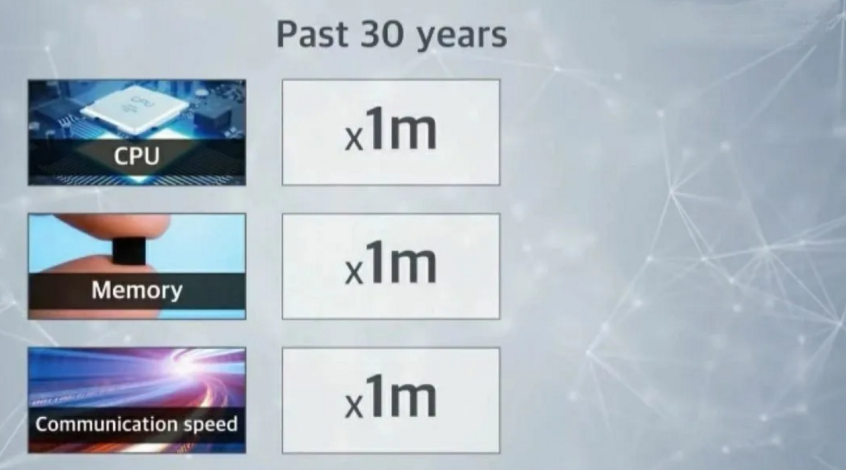 Past 30 years
CPU
x1m
Memory
x1m
Communication speed
x1m